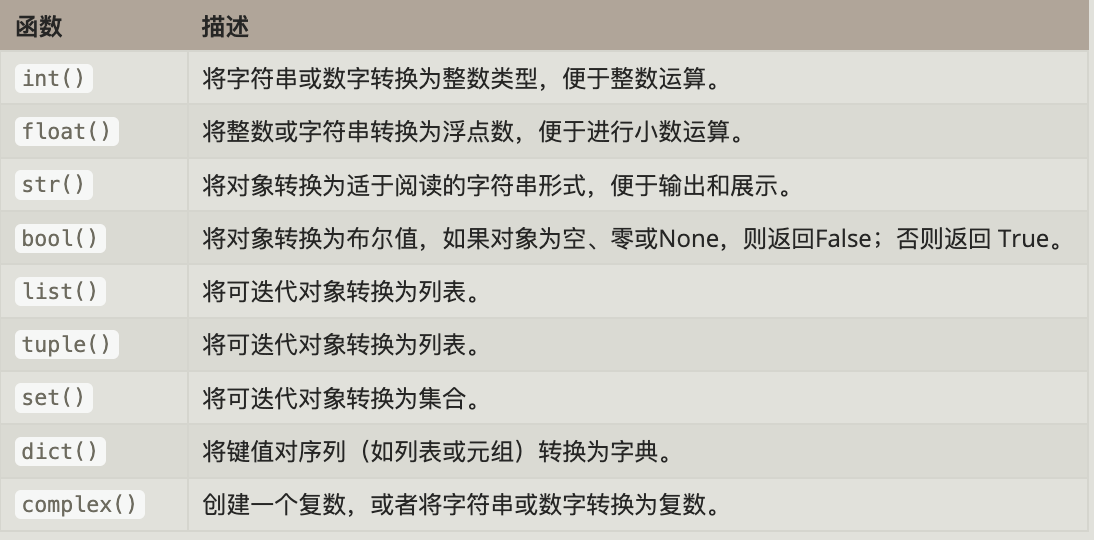 函数 描述
int() 将字符串或数字转换为整数类型，便于整数运算。
float() 将整数或字符串转换为浮点数，便于进行小数运算。
str() 将对象转换为适于阅读的字符串形式，便于输出和展示。
bool() 将对象转换为布尔值，如果对象为空、零或None，则返回False；否则返回 True。
list() 将可迭代对象转换为列表。
tuple() 将可迭代对象转换为列表。
set() 将可迭代对象转换为集合。
dict() 将键值对序列（如列表或元组）转换为字典。
complex() 创建一个复数，或者将字符串或数字转换为复数。